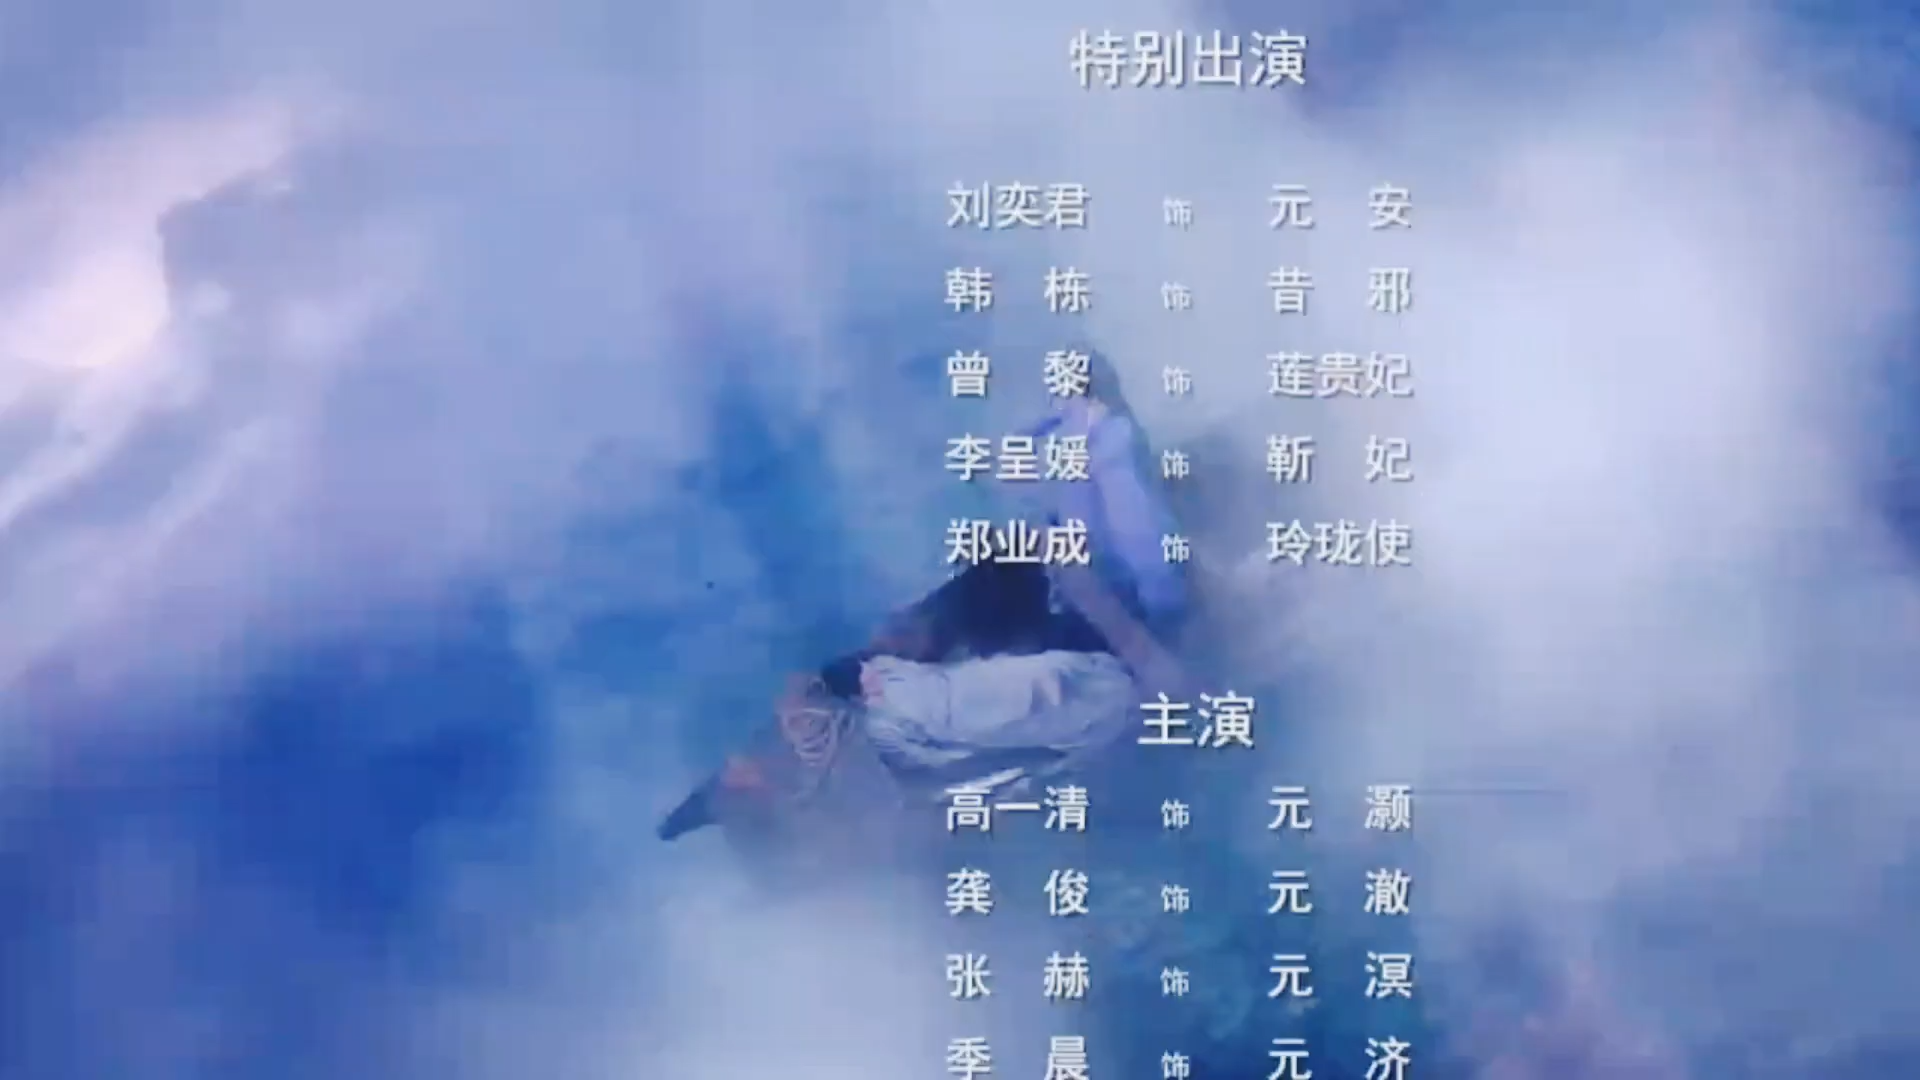 特别出演
刘奕君 饰 元 安
韩 栋 饰 昔 邪
曾 黎 饰 莲贵妃
李呈媛 饰 靳 妃
郑业成 饰 玲珑使
主演
高一清 饰 元 灏
龚 俊 饰 元 澈
张 赫 饰 元 溟
季 晨 饰 元 济